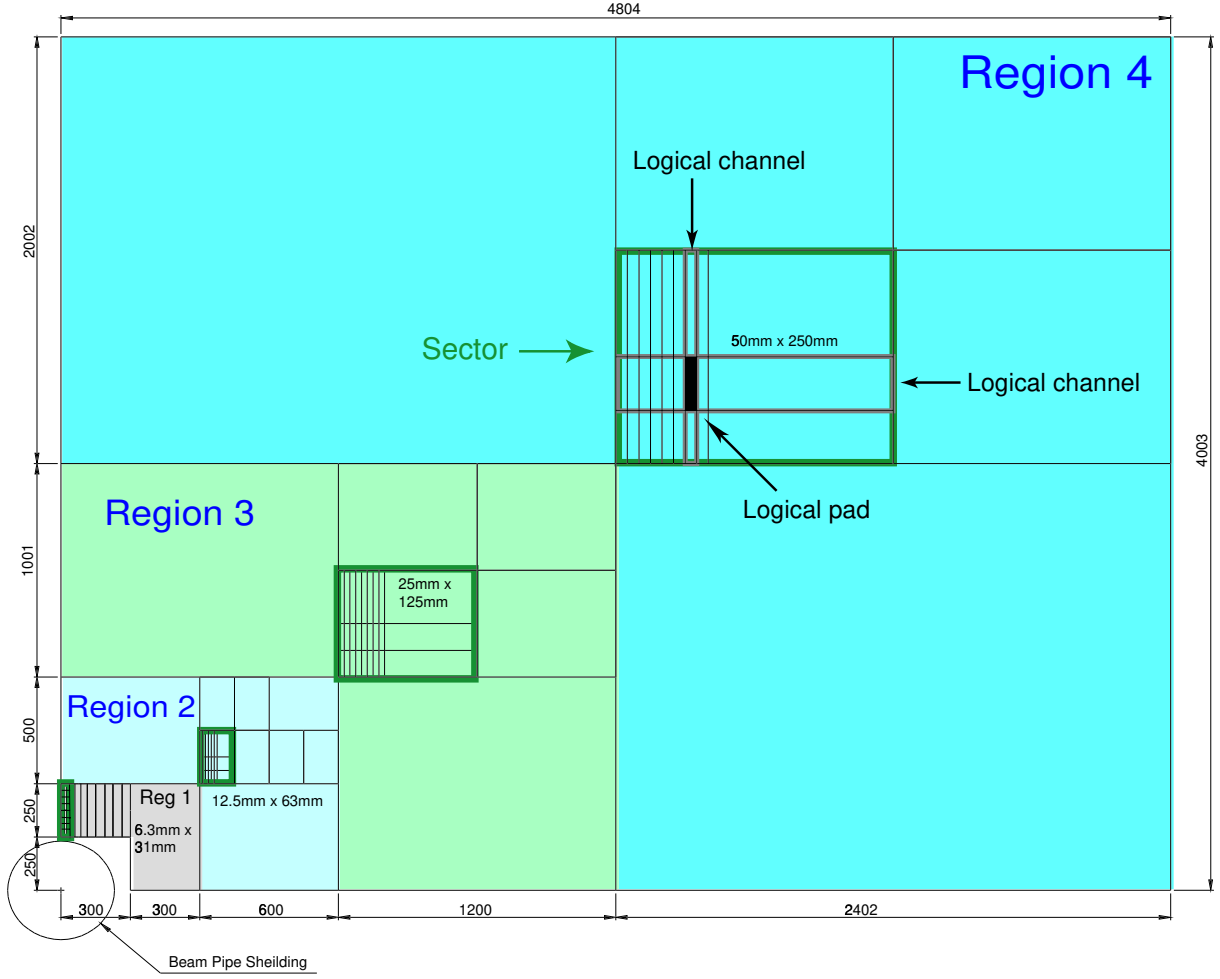 4804
Region 4
Logical channel
2002
50mm x 250mm
Sector
Logical channel
4003
Logical pad
Region 3
1001
25mm x
125mm
Region 2
500
Reg 1
12.5mm x 63mm
250
6.3mm x
31mm
250
300
300
600
1200
2402
Beam Pipe Sheilding